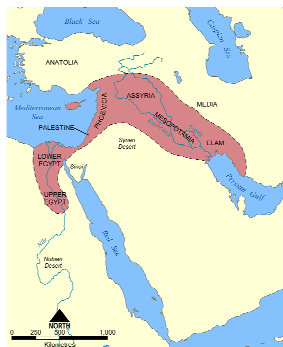 Black Sea
Caspian Sea
ANATOLIA
ASSYRIA
MEDIA
PHOENICIA
Mediterranean
Sea
MESOPOTAMIA
PALESTINE
Syrian
Desert
ELAM
LOWER
EGYPT
Sinai
Persian Gulf
UPPER
EGYPT
Nile
Red Sea
Nubian
Desert
NORTH
0 250 500 1,000
Kilometres